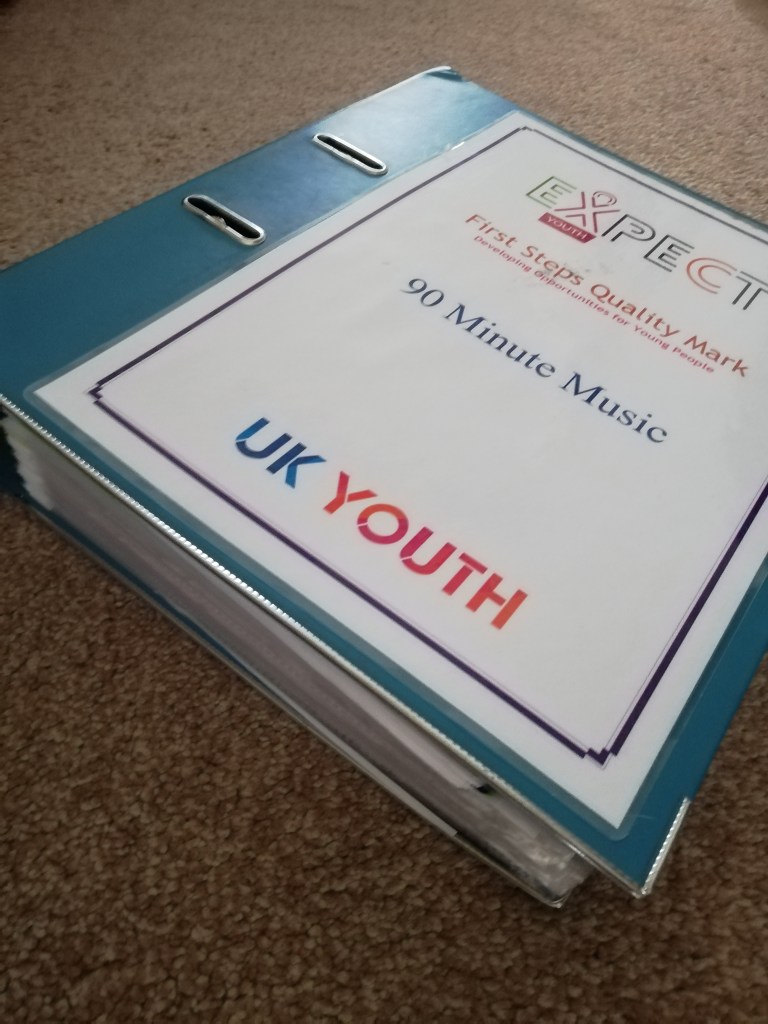 EXPECT
YOUTH
First Steps Quality Mark
Developing Opportunities for Young People
90 Minute Music
UK YOUTH